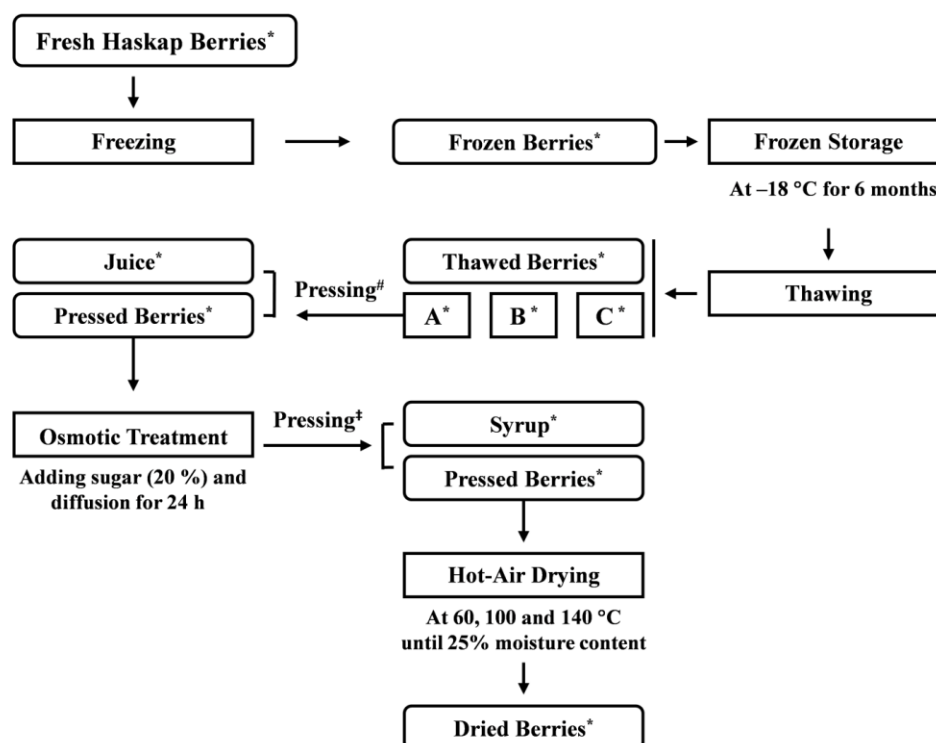 Fresh Haskap Berries*
Freezing
Frozen Berries*
Frozen Storage
At –18 °C for 6 months
Thawing
Thawed Berries*
A*
B*
C*
Pressing#
Juice*
Pressed Berries*
Osmotic Treatment
Adding sugar (20 %) and
diffusion for 24 h
Pressing‡
Syrup*
Pressed Berries*
Hot-Air Drying
At 60, 100 and 140 °C
until 25% moisture content
Dried Berries*